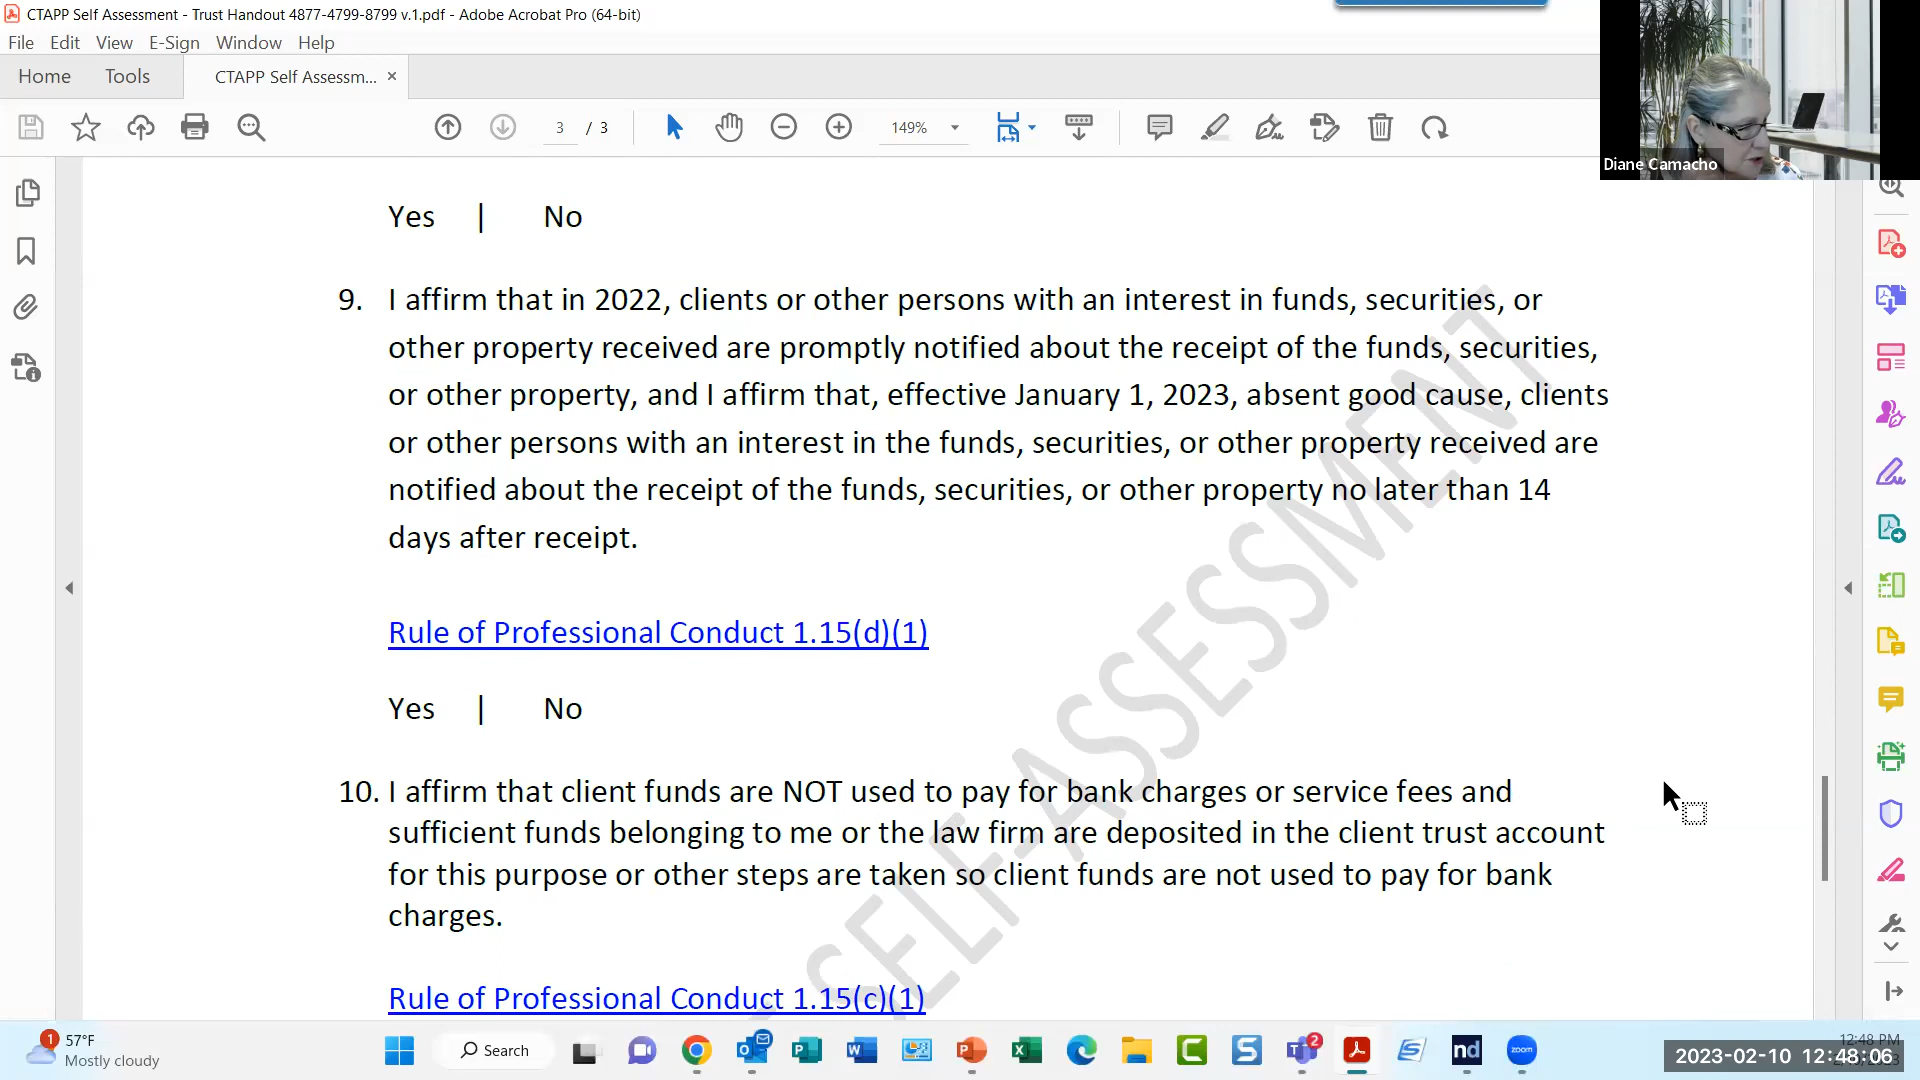 CTAPP Self Assessment - Trust Handout 4877-4799-8799 v.1.pdf - Adobe Acrobat Pro (64-bit)
File Edit View E-Sign Window Help
Home Tools CTAPP Self Assessm... ×
3 / 3 149%
Diane Camacho
Yes | No
9. I affirm that in 2022, clients or other persons with an interest in funds, securities, or
other property received are promptly notified about the receipt of the funds, securities,
or other property, and I affirm that, effective January 1, 2023, absent good cause, clients
or other persons with an interest in the funds, securities, or other property received are
notified about the receipt of the funds, securities, or other property no later than 14
days after receipt.
Rule of Professional Conduct 1.15(d)(1)
Yes | No
10. I affirm that client funds are NOT used to pay for bank charges or service fees and
sufficient funds belonging to me or the law firm are deposited in the client trust account
for this purpose or other steps are taken so client funds are not used to pay for bank
charges.
Rule of Professional Conduct 1.15(c)(1)
SELF-ASSESSMENT
1
57°F
Mostly cloudy
Search
2
nd
zoom
12:48 PM
2023-02-10 12:48:06